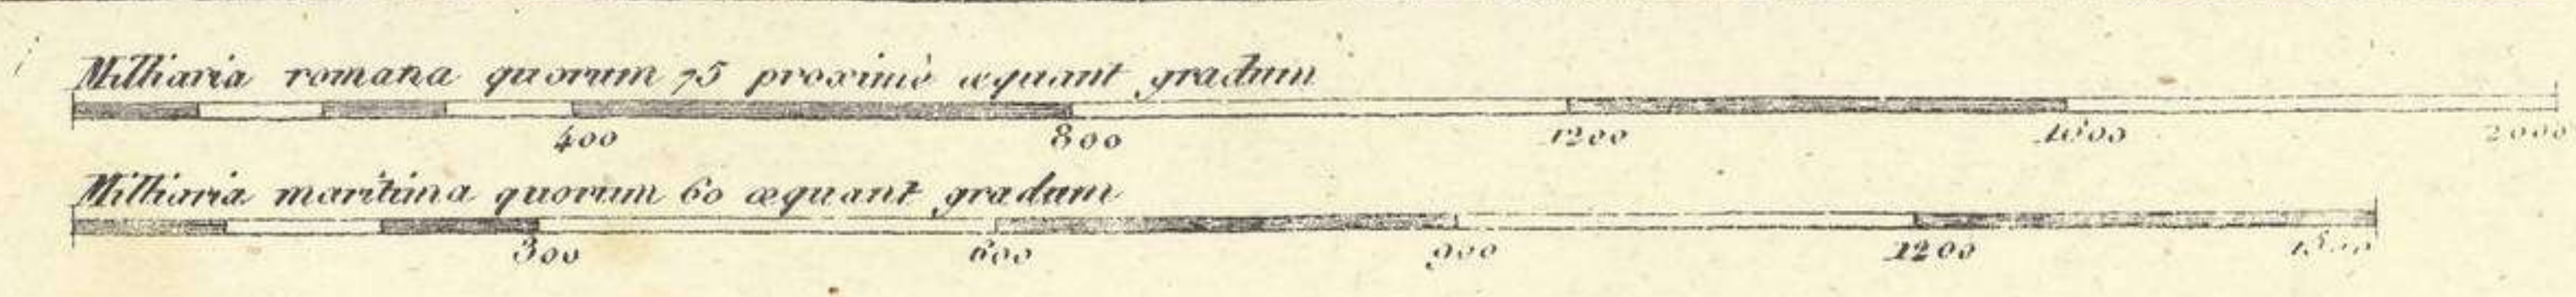 Milliaria romana quorum 75 proximè æquant gradum
400 800 1200 1600 2000
Milliaria maritima quorum 60 æquant gradum
300 600 900 1200 1500